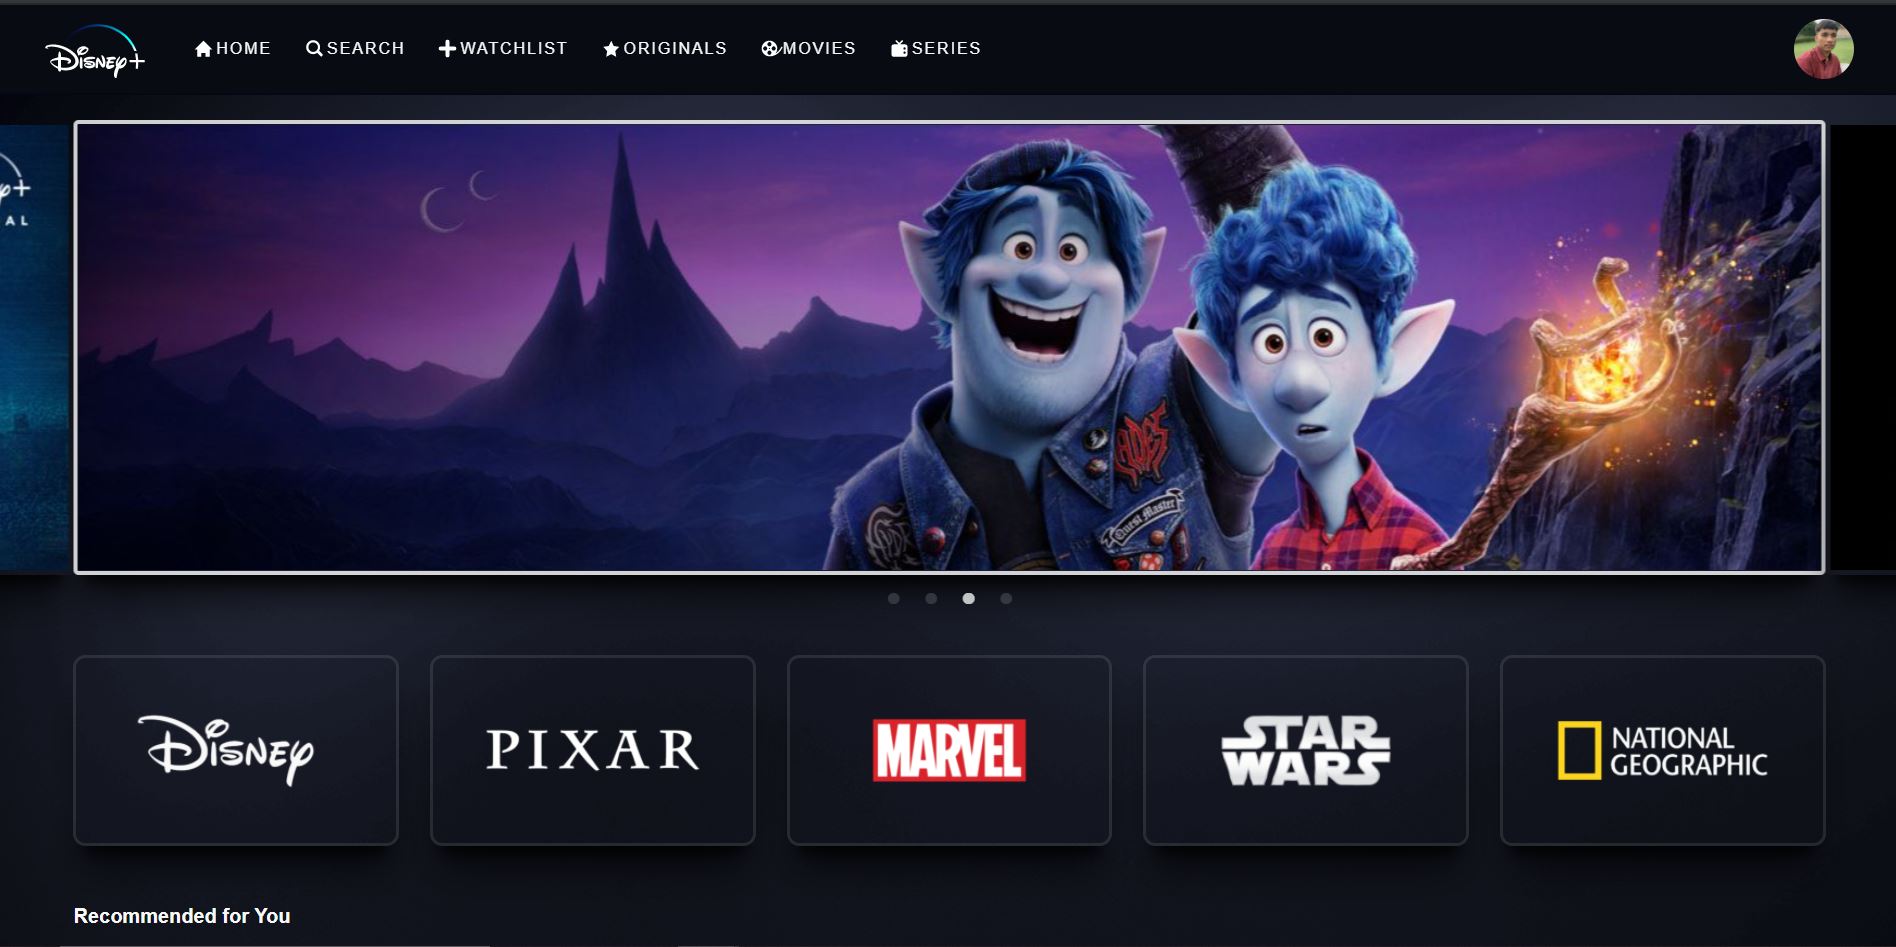 Disney+
HOME
SEARCH
WATCHLIST
ORIGINALS
MOVIES
SERIES
AL
Quest Master
Disney
PIXAR
MARVEL
STAR
WARS
NATIONAL
GEOGRAPHIC
Recommended for You